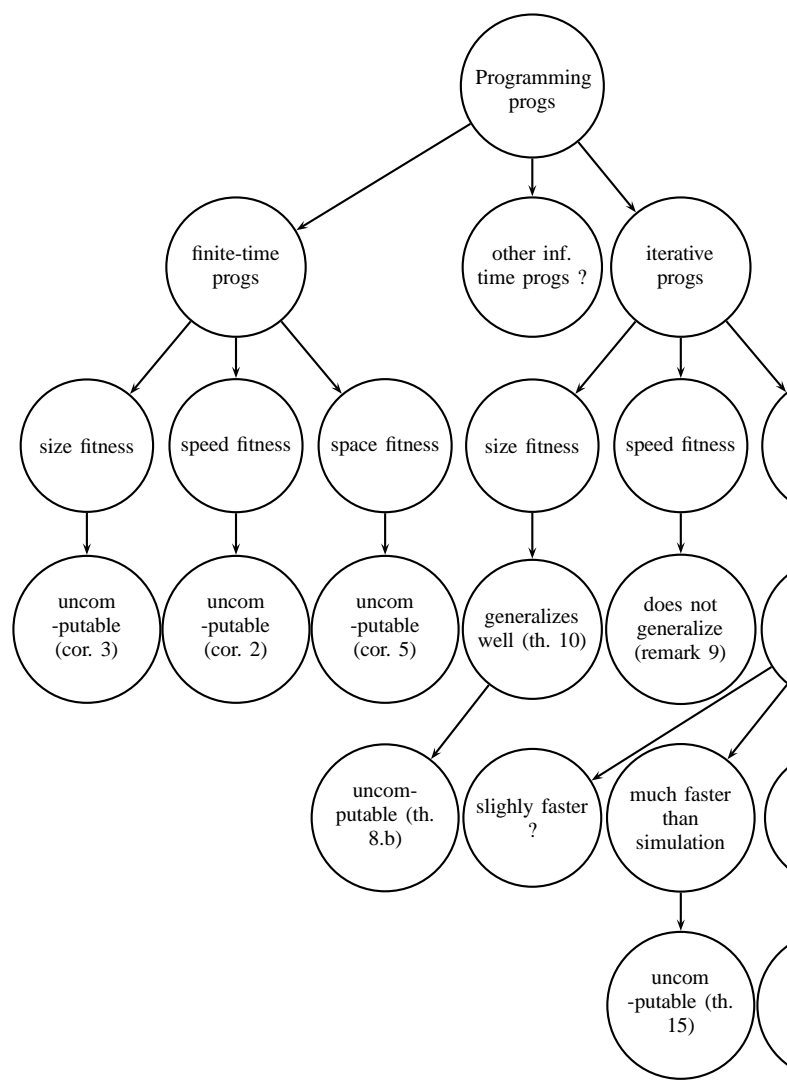 Programming
progs
finite-time
progs
other inf.
time progs ?
iterative
progs
size fitness
speed fitness
space fitness
size fitness
speed fitness
uncom
-putable
(cor. 3)
uncom
-putable
(cor. 2)
uncom
-putable
(cor. 5)
generalizes
well (th. 10)
does not
generalize
(remark 9)
uncom-
putable (th.
8.b)
slighly faster
?
much faster
than
simulation
uncom
-putable (th.
15)